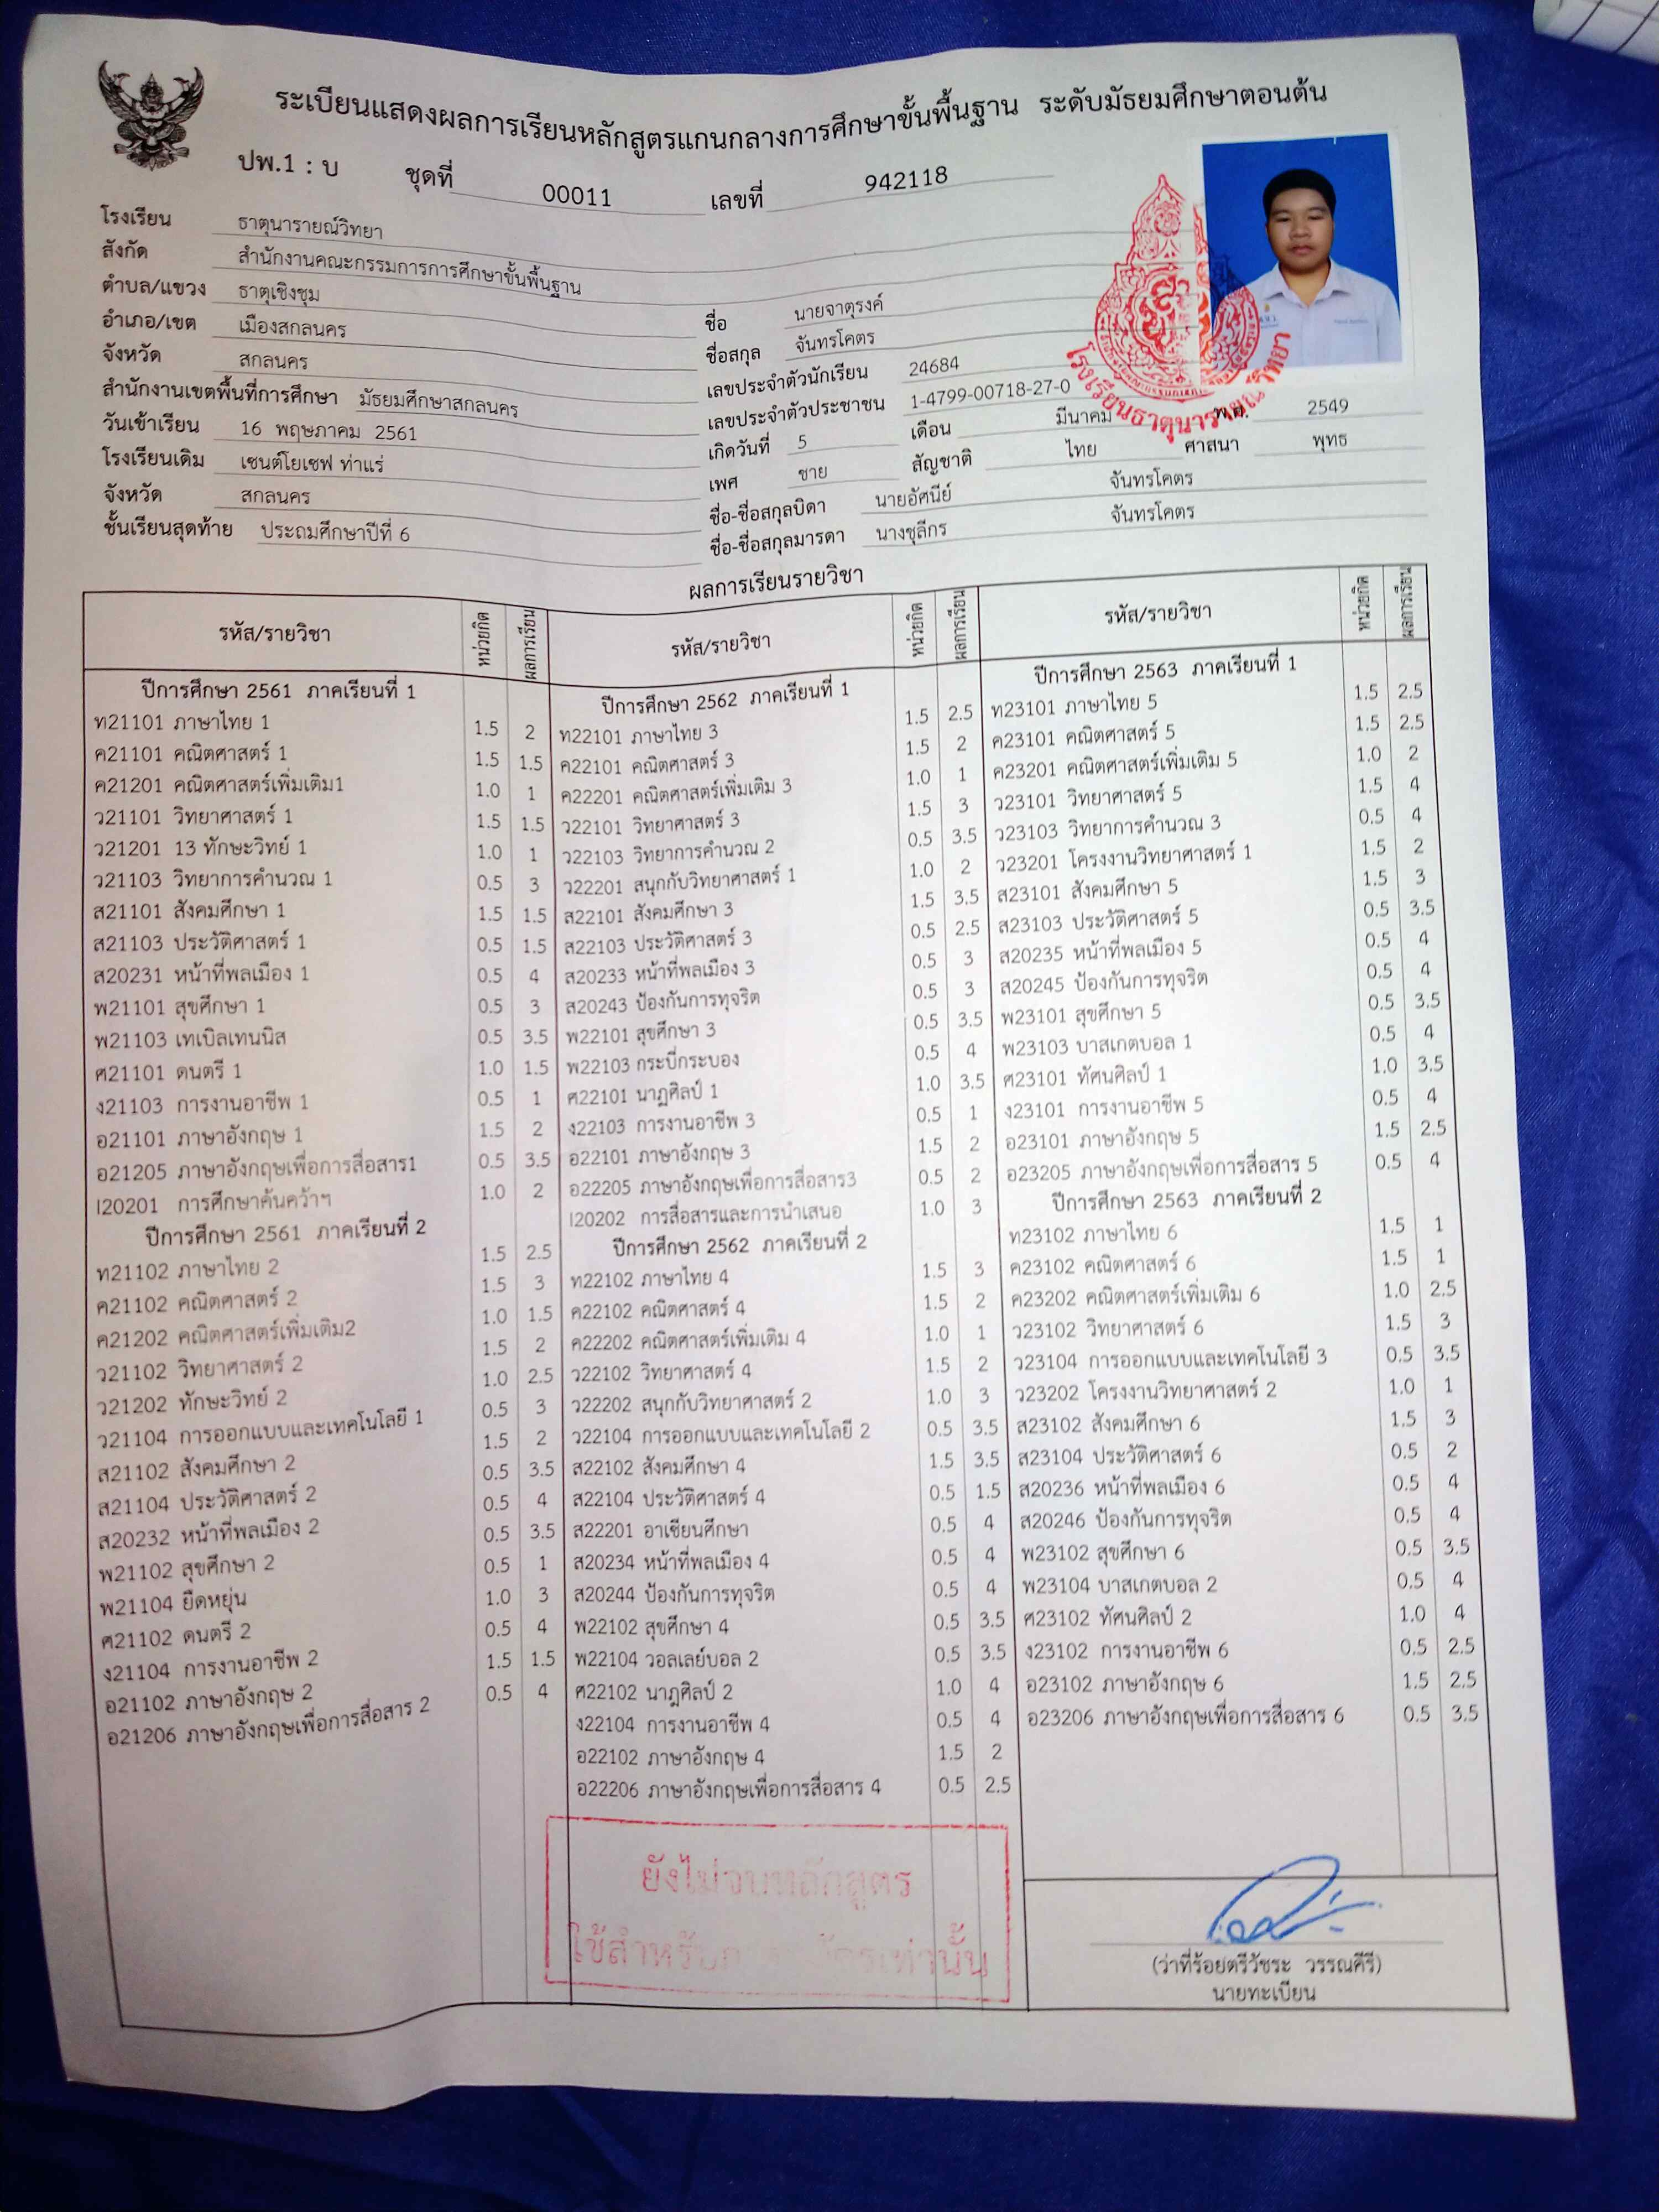 ระเบียนแสดงผลการเรียนหลักสูตรแกนกลางการศึกษาขั้นพื้นฐาน ระดับมัธยมศึกษาตอนต้น
ปพ.1 : บ ชุดที่ 00011 เลขที่ 942118
โรงเรียน ธาตุนารายณ์วิทยา
สังกัด สำนักงานคณะกรรมการการศึกษาขั้นพื้นฐาน
ตำบล/แขวง ธาตุเชิงชุม
อำเภอ/เขต เมืองสกลนคร
จังหวัด สกลนคร
สำนักงานเขตพื้นที่การศึกษา มัธยมศึกษาสกลนคร
วันเข้าเรียน 16 พฤษภาคม 2561
โรงเรียนเดิม เซนต์โยเซฟ ท่าแร่
จังหวัด สกลนคร
ชั้นเรียนสุดท้าย ประถมศึกษาปีที่ 6
ชื่อ นายจาตุรงค์
ชื่อสกุล จันทรโคตร
เลขประจำตัวนักเรียน 24684
เลขประจำตัวประชาชน 1-4799-00718-27-0
เกิดวันที่ 5 เดือน มีนาคม พ.ศ. 2549
เพศ ชาย สัญชาติ ไทย ศาสนา พุทธ
ชื่อ-ชื่อสกุลบิดา นายอัศนีย์ จันทรโคตร
ชื่อ-ชื่อสกุลมารดา นางชุลีกร จันทรโคตร
โรงเรียนธาตุนารายณ์วิทยา
ผลการเรียนรายวิชา
รหัส/รายวิชา หน่วยกิต ผลการเรียน
ปีการศึกษา 2561 ภาคเรียนที่ 1
ท21101 ภาษาไทย 1 1.5 2
ค21101 คณิตศาสตร์ 1 1.5 1.5
ค21201 คณิตศาสตร์เพิ่มเติม1 1.0 1
ว21101 วิทยาศาสตร์ 1 1.5 1.5
ว21201 13 ทักษะวิทย์ 1 1.0 1
ว21103 วิทยาการคำนวณ 1 0.5 3
ส21101 สังคมศึกษา 1 1.5 1.5
ส21103 ประวัติศาสตร์ 1 0.5 1.5
ส20231 หน้าที่พลเมือง 1 0.5 4
พ21101 สุขศึกษา 1 0.5 3
พ21103 เทเบิลเทนนิส 0.5 3.5
ศ21101 ดนตรี 1 1.0 1.5
ง21103 การงานอาชีพ 1 0.5 1
อ21101 ภาษาอังกฤษ 1 1.5 2
อ21205 ภาษาอังกฤษเพื่อการสื่อสาร1 0.5 3.5
I20201 การศึกษาค้นคว้าฯ 1.0 2
ปีการศึกษา 2561 ภาคเรียนที่ 2
ท21102 ภาษาไทย 2 1.5 2.5
ค21102 คณิตศาสตร์ 2 1.5 3
ค21202 คณิตศาสตร์เพิ่มเติม2 1.0 1.5
ว21102 วิทยาศาสตร์ 2 1.5 2
ว21202 ทักษะวิทย์ 2 1.0 2.5
ว21104 การออกแบบและเทคโนโลยี 1 0.5 3
ส21102 สังคมศึกษา 2 1.5 2
ส21104 ประวัติศาสตร์ 2 0.5 3.5
ส20232 หน้าที่พลเมือง 2 0.5 4
พ21102 สุขศึกษา 2 0.5 3.5
พ21104 ยืดหยุ่น 0.5 1
ศ21102 ดนตรี 2 1.0 3
ง21104 การงานอาชีพ 2 0.5 4
อ21102 ภาษาอังกฤษ 2 1.5 1.5
อ21206 ภาษาอังกฤษเพื่อการสื่อสาร 2 0.5 4
รหัส/รายวิชา หน่วยกิต ผลการเรียน
ปีการศึกษา 2562 ภาคเรียนที่ 1
ท22101 ภาษาไทย 3 1.5 2.5
ค22101 คณิตศาสตร์ 3 1.5 2
ค22201 คณิตศาสตร์เพิ่มเติม 3 1.0 1
ว22101 วิทยาศาสตร์ 3 1.5 3
ว22103 วิทยาการคำนวณ 2 0.5 3.5
ว22201 สนุกกับวิทยาศาสตร์ 1 1.0 2
ส22101 สังคมศึกษา 3 1.5 3.5
ส22103 ประวัติศาสตร์ 3 0.5 2.5
ส20233 หน้าที่พลเมือง 3 0.5 3
ส20243 ป้องกันการทุจริต 0.5 3
พ22101 สุขศึกษา 3 0.5 3.5
พ22103 กระบี่กระบอง 0.5 4
ศ22101 นาฏศิลป์ 1 1.0 3.5
ง22103 การงานอาชีพ 3 0.5 1
อ22101 ภาษาอังกฤษ 3 1.5 2
อ22205 ภาษาอังกฤษเพื่อการสื่อสาร3 0.5 2
I20202 การสื่อสารและการนำเสนอ 1.0 3
ปีการศึกษา 2562 ภาคเรียนที่ 2
ท22102 ภาษาไทย 4 1.5 3
ค22102 คณิตศาสตร์ 4 1.5 2
ค22202 คณิตศาสตร์เพิ่มเติม 4 1.0 1
ว22102 วิทยาศาสตร์ 4 1.5 2
ว22202 สนุกกับวิทยาศาสตร์ 2 1.0 3
ว22104 การออกแบบและเทคโนโลยี 2 0.5 3.5
ส22102 สังคมศึกษา 4 1.5 3.5
ส22104 ประวัติศาสตร์ 4 0.5 1.5
ส22201 อาเซียนศึกษา 0.5 4
ส20234 หน้าที่พลเมือง 4 0.5 4
ส20244 ป้องกันการทุจริต 0.5 4
พ22102 สุขศึกษา 4 0.5 3.5
พ22104 วอลเลย์บอล 2 0.5 3.5
ศ22102 นาฏศิลป์ 2 1.0 4
ง22104 การงานอาชีพ 4 0.5 4
อ22102 ภาษาอังกฤษ 4 1.5 2
อ22206 ภาษาอังกฤษเพื่อการสื่อสาร 4 0.5 2.5
ยังไม่จบหลักสูตร
รหัส/รายวิชา หน่วยกิต ผลการเรียน
ปีการศึกษา 2563 ภาคเรียนที่ 1
ท23101 ภาษาไทย 5 1.5 2.5
ค23101 คณิตศาสตร์ 5 1.5 2.5
ค23201 คณิตศาสตร์เพิ่มเติม 5 1.0 2
ว23101 วิทยาศาสตร์ 5 1.5 4
ว23103 วิทยาการคำนวณ 3 0.5 4
ว23201 โครงงานวิทยาศาสตร์ 1 1.5 2
ส23101 สังคมศึกษา 5 1.5 3
ส23103 ประวัติศาสตร์ 5 0.5 3.5
ส20235 หน้าที่พลเมือง 5 0.5 4
ส20245 ป้องกันการทุจริต 0.5 4
พ23101 สุขศึกษา 5 0.5 3.5
พ23103 บาสเกตบอล 1 0.5 4
ศ23101 ทัศนศิลป์ 1 1.0 3.5
ง23101 การงานอาชีพ 5 0.5 4
อ23101 ภาษาอังกฤษ 5 1.5 2.5
อ23205 ภาษาอังกฤษเพื่อการสื่อสาร 5 0.5 4
ปีการศึกษา 2563 ภาคเรียนที่ 2
ท23102 ภาษาไทย 6 1.5 1
ค23102 คณิตศาสตร์ 6 1.5 1
ค23202 คณิตศาสตร์เพิ่มเติม 6 1.0 2.5
ว23102 วิทยาศาสตร์ 6 1.5 3
ว23104 การออกแบบและเทคโนโลยี 3 0.5 3.5
ว23202 โครงงานวิทยาศาสตร์ 2 1.0 1
ส23102 สังคมศึกษา 6 1.5 3
ส23104 ประวัติศาสตร์ 6 0.5 2
ส20236 หน้าที่พลเมือง 6 0.5 4
ส20246 ป้องกันการทุจริต 0.5 4
พ23102 สุขศึกษา 6 0.5 3.5
พ23104 บาสเกตบอล 2 0.5 4
ศ23102 ทัศนศิลป์ 2 1.0 4
ง23102 การงานอาชีพ 6 0.5 2.5
อ23102 ภาษาอังกฤษ 6 1.5 2.5
อ23206 ภาษาอังกฤษเพื่อการสื่อสาร 6 0.5 3.5
(ว่าที่ร้อยตรีวัชระ วรรณคีรี)
นายทะเบียน